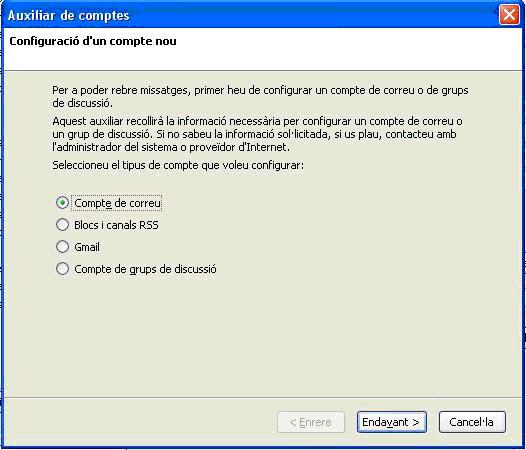 Auxiliar de comptes
Configuració d'un compte nou
Per a poder rebre missatges, primer heu de configurar un compte de correu o de grups
de discussió.
Aquest auxiliar recollirà la informació necessària per configurar un compte de correu o
un grup de discussió. Si no sabeu la informació sol·licitada, si us plau, contacteu amb
l'administrador del sistema o proveïdor d'Internet.
Seleccioneu el tipus de compte que voleu configurar:
Compte de correu
Blocs i canals RSS
Gmail
Compte de grups de discussió
< Enrere
Endavant >
Cancel·la